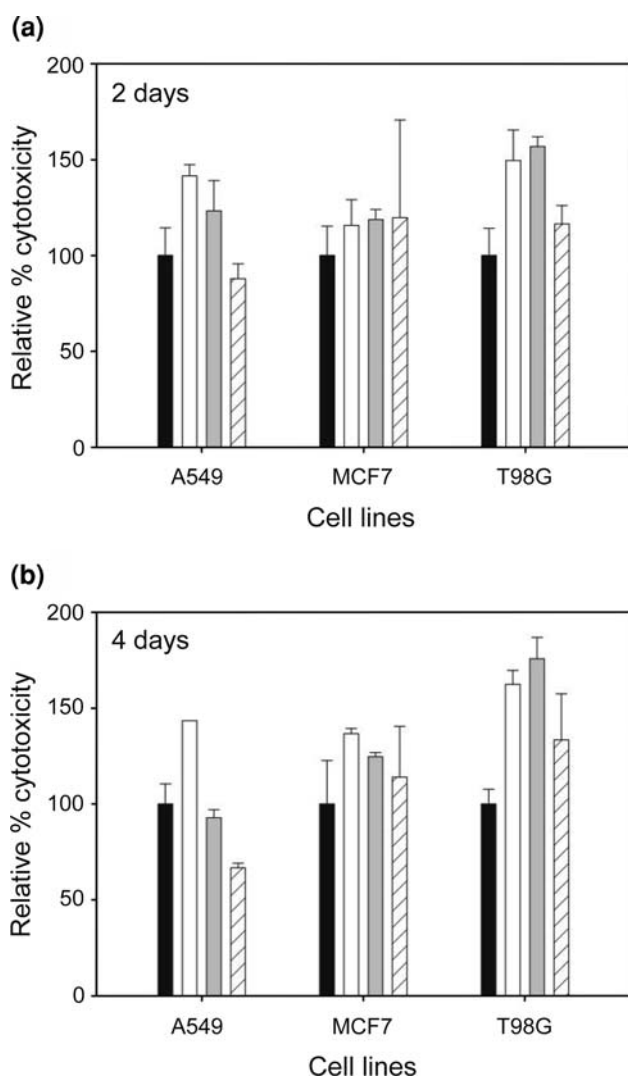 (a)
200
2 days
150
100
50
0
Relative % cytotoxicity
A549 MCF7 T98G
Cell lines
(b)
200
4 days
150
100
50
0
Relative % cytotoxicity
A549 MCF7 T98G
Cell lines